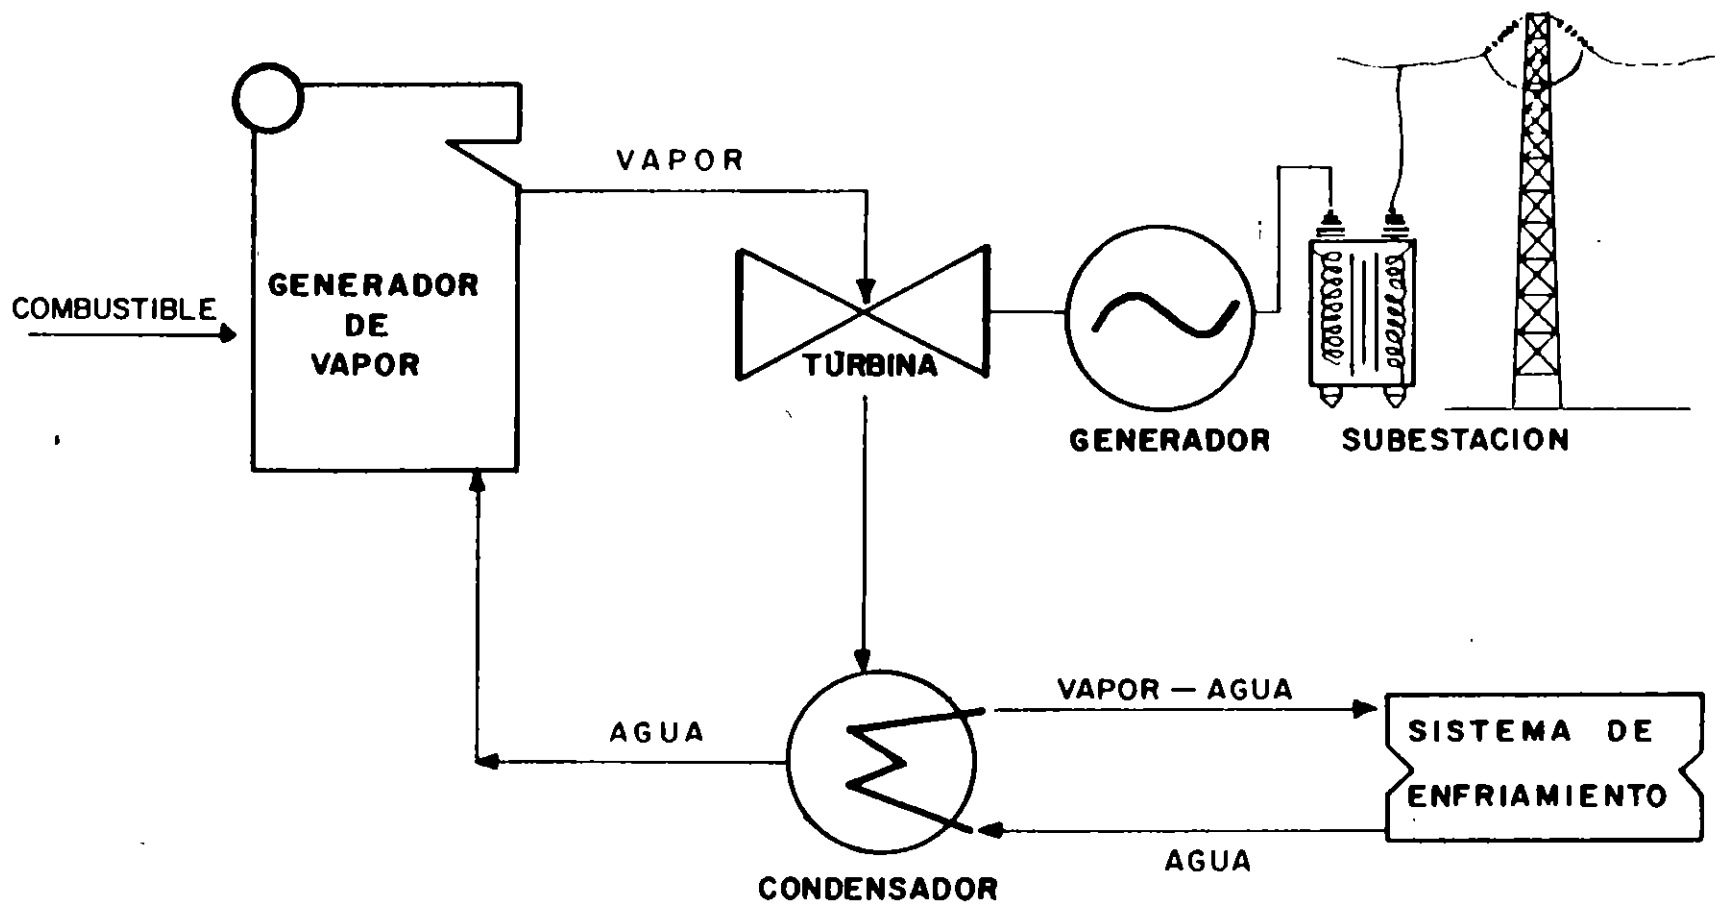 VAPOR
GENERADOR
DE
VAPOR
COMBUSTIBLE
TURBINA
GENERADOR
SUBESTACION
VAPOR — AGUA
AGUA
SISTEMA DE
ENFRIAMIENTO
AGUA
CONDENSADOR